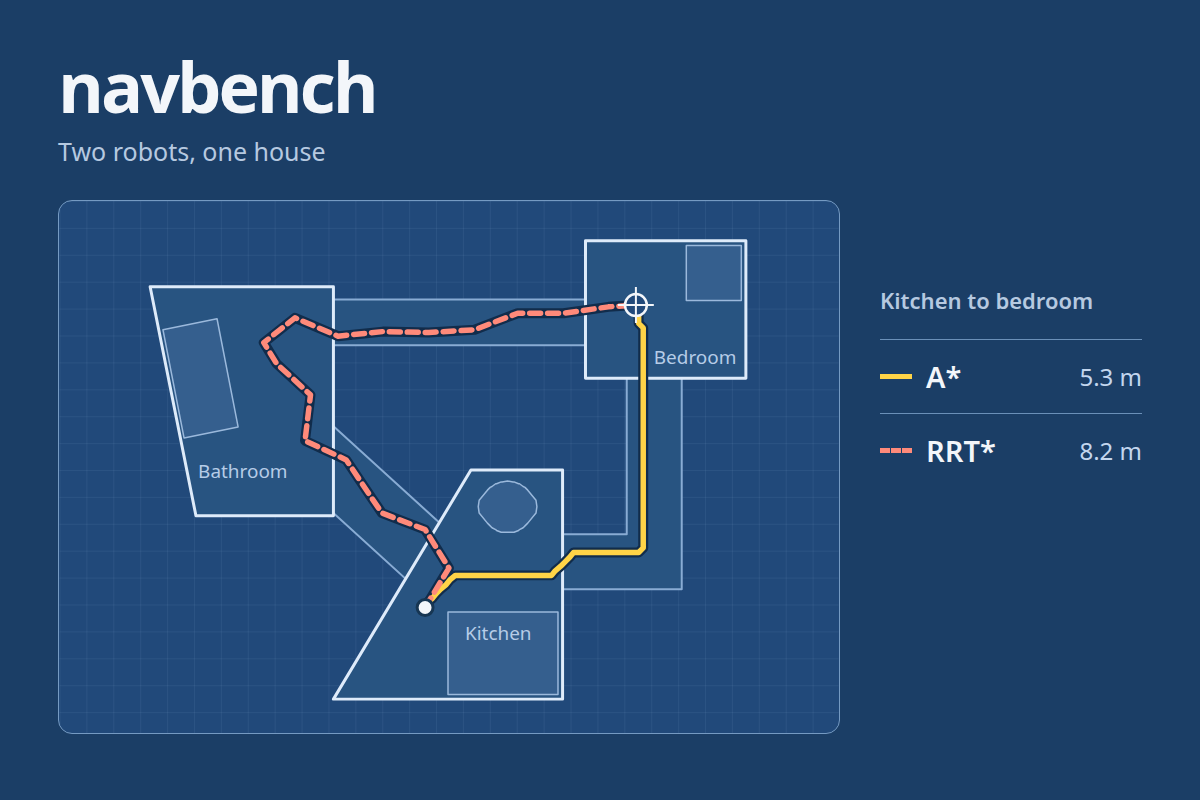 navbench
Two robots, one house
Bedroom
Bathroom
Kitchen
Kitchen to bedroom
A* 5.3 m
RRT* 8.2 m